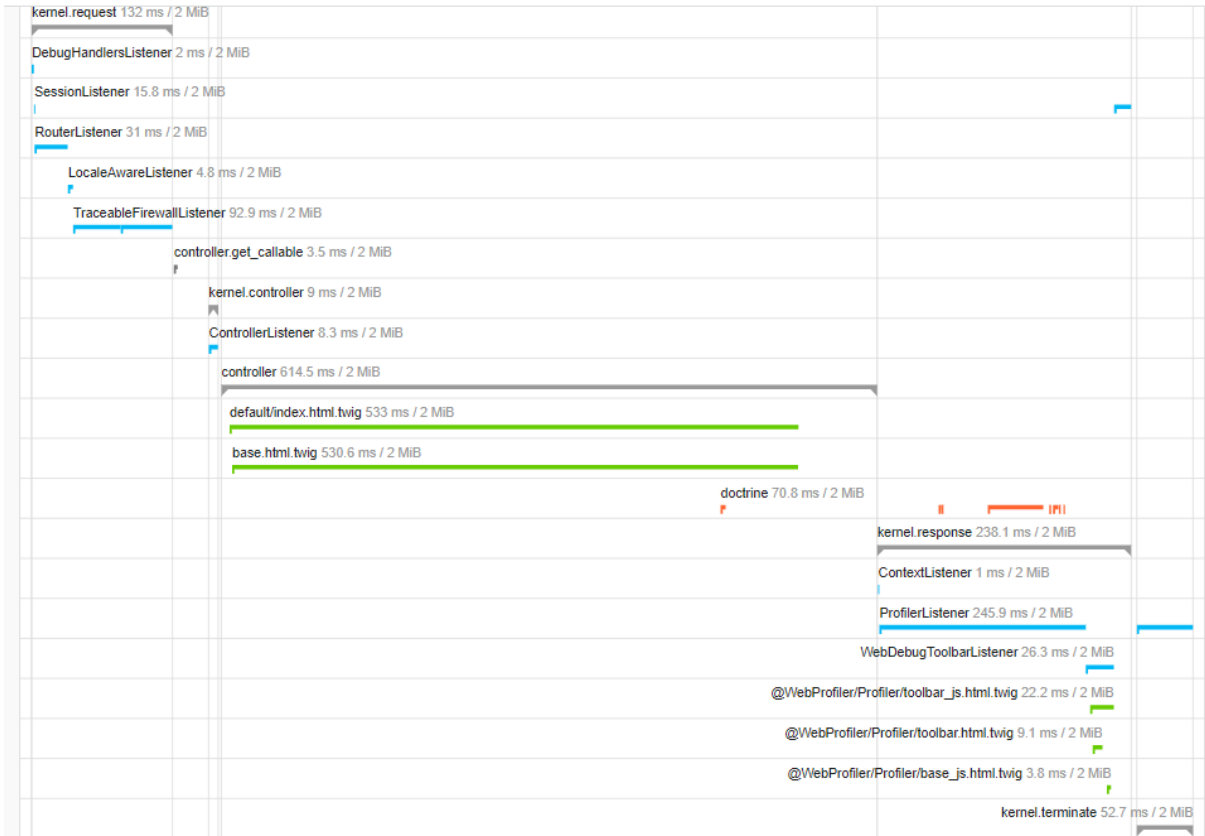 kernel.request 132 ms / 2 MiB
DebugHandlersListener 2 ms / 2 MiB
SessionListener 15.8 ms / 2 MiB
RouterListener 31 ms / 2 MiB
LocaleAwareListener 4.8 ms / 2 MiB
TraceableFirewallListener 92.9 ms / 2 MiB
controller.get_callable 3.5 ms / 2 MiB
kernel.controller 9 ms / 2 MiB
ControllerListener 8.3 ms / 2 MiB
controller 614.5 ms / 2 MiB
default/index.html.twig 533 ms / 2 MiB
base.html.twig 530.6 ms / 2 MiB
doctrine 70.8 ms / 2 MiB
kernel.response 238.1 ms / 2 MiB
ContextListener 1 ms / 2 MiB
ProfilerListener 245.9 ms / 2 MiB
WebDebugToolbarListener 26.3 ms / 2 MiB
@WebProfiler/Profiler/toolbar_js.html.twig 22.2 ms / 2 MiB
@WebProfiler/Profiler/toolbar.html.twig 9.1 ms / 2 MiB
@WebProfiler/Profiler/base_js.html.twig 3.8 ms / 2 MiB
kernel.terminate 52.7 ms / 2 MiB